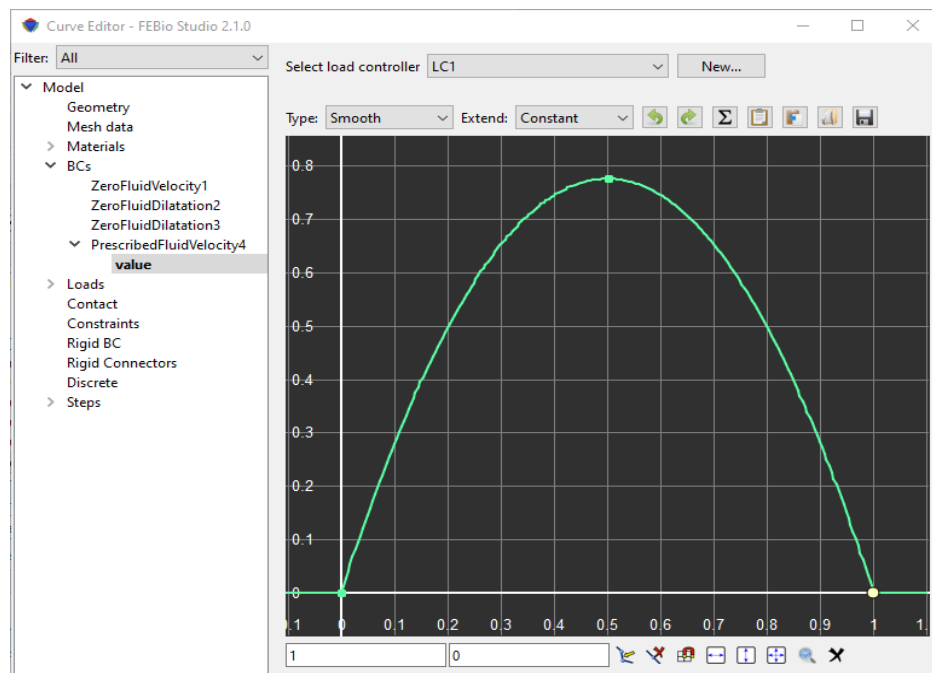 Curve Editor - FEBio Studio 2.1.0
Filter: All
Select load controller LC1 New...
Model
Geometry
Mesh data
Materials
BCs
ZeroFluidVelocity1
ZeroFluidDilatation2
ZeroFluidDilatation3
PrescribedFluidVelocity4
value
Loads
Contact
Constraints
Rigid BC
Rigid Connectors
Discrete
Steps
Type: Smooth Extend: Constant Σ F
0.8
0.7
0.6
0.5
0.4
0.3
0.2
0.1
0
0.1 0 0.1 0.2 0.3 0.4 0.5 0.6 0.7 0.8 0.9 1 1.
1 0